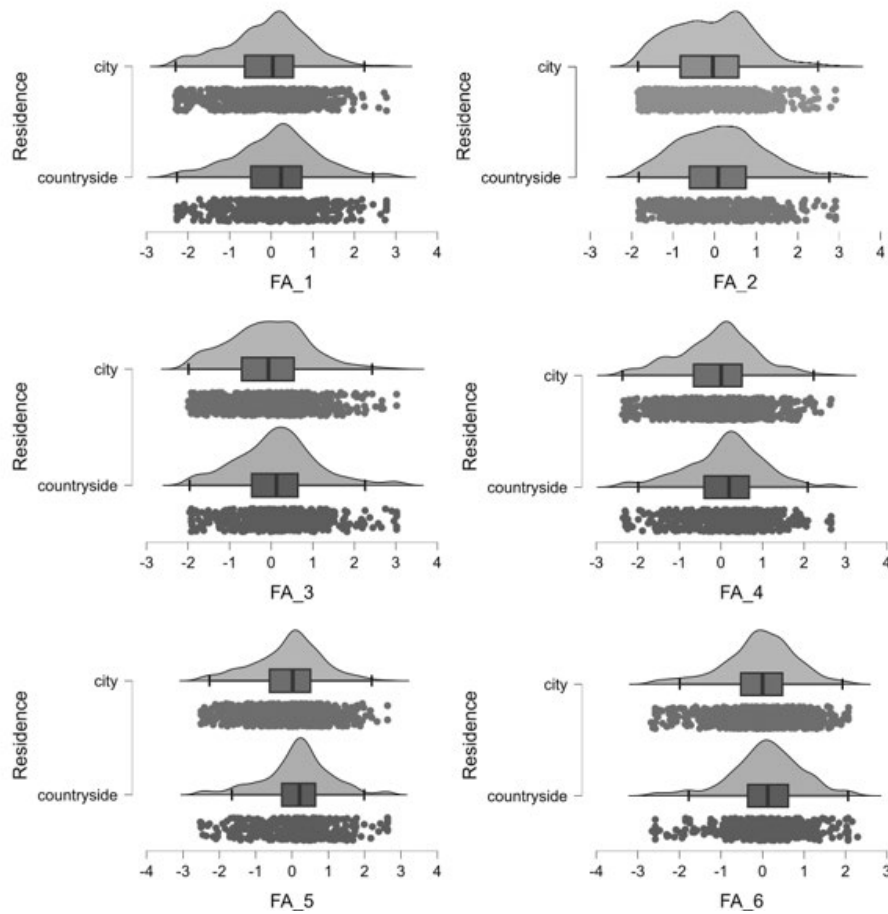 Residence
city
countryside
-3 -2 -1 0 1 2 3 4
FA_1
Residence
city
countryside
-3 -2 -1 0 1 2 3 4
FA_2
Residence
city
countryside
-3 -2 -1 0 1 2 3 4
FA_3
Residence
city
countryside
-3 -2 -1 0 1 2 3 4
FA_4
Residence
city
countryside
-4 -3 -2 -1 0 1 2 3 4
FA_5
Residence
city
countryside
-4 -3 -2 -1 0 1 2 3
FA_6